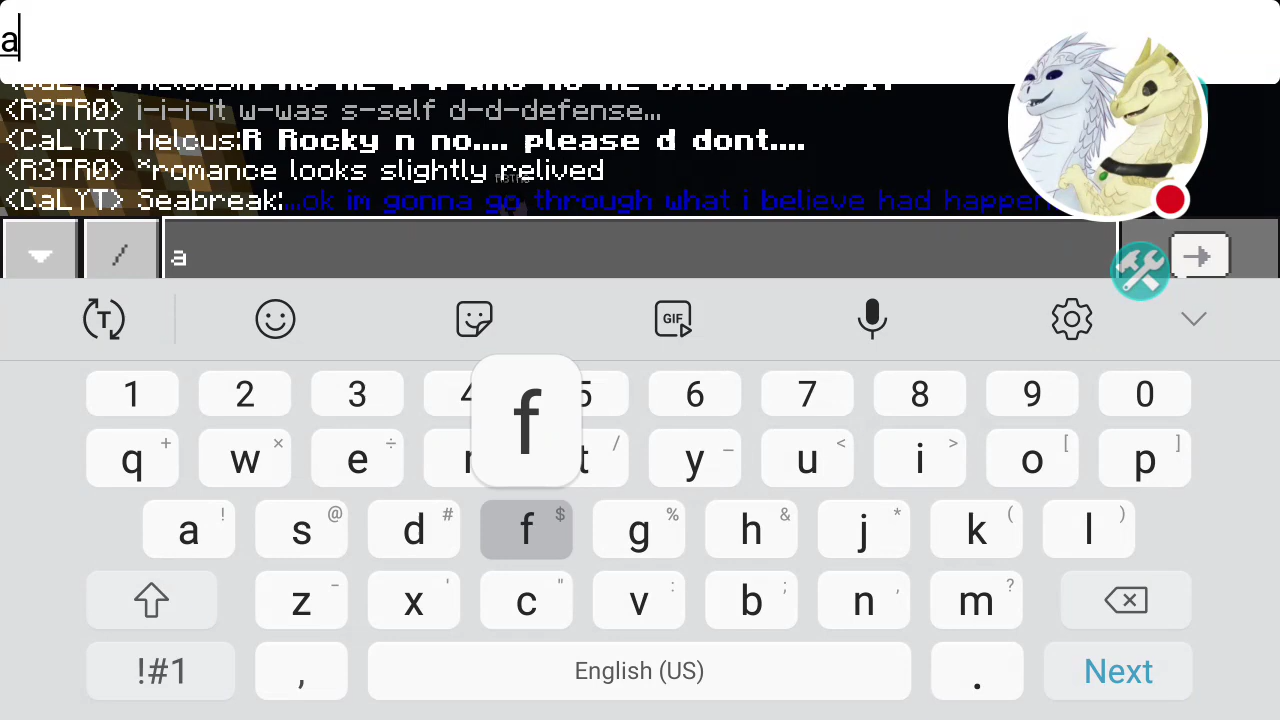 a
<R3TR0> i-i-i-it w-was s-self d-d-defense...
<CaLYT> Helcus:R Rocky n no.... please d dont....
<R3TR0> *romance looks slightly relived
<CaLYT> Seabreak:...ok im gonna go through what i believe had happen
/ a
T GIF
1 2 3 4 5 6 7 8 9 0
q + w × e ÷ t / y _ u < i > o [ p ]
f
a ! s @ d # f $ g % h & j * k ( l )
z - x ' c " v : b ; n , m ?
!#1 , English (US) . Next